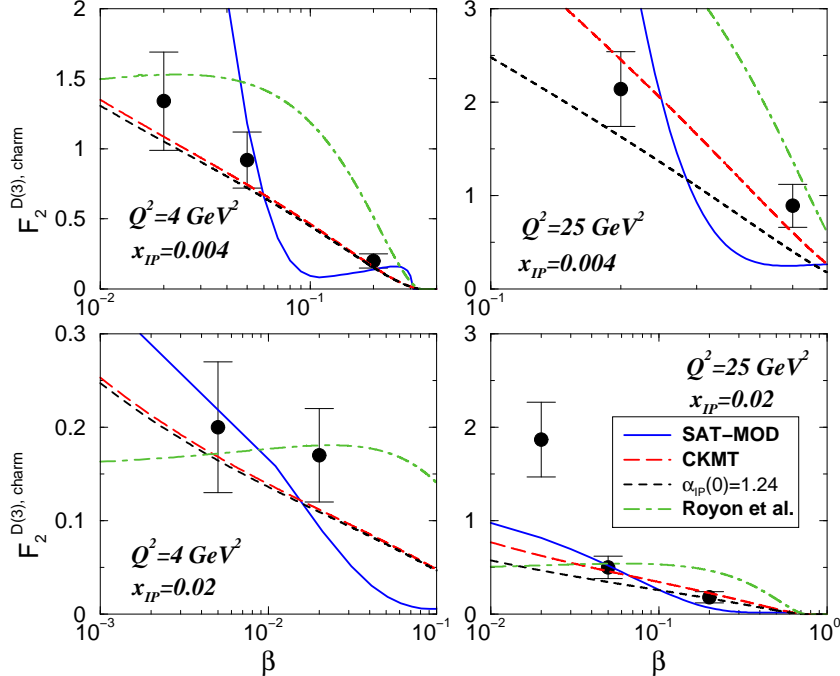 2
1.5
1
0.5
0
F₂ᴰ⁽³⁾, charm
Q²=4 GeV²
x_IP=0.004
10⁻² 10⁻¹
3
2
1
0
Q²=25 GeV²
x_IP=0.004
10⁻¹
0.3
0.2
0.1
0
F₂ᴰ⁽³⁾, charm
Q²=4 GeV²
x_IP=0.02
10⁻³ 10⁻² 10⁻¹
β
3
2
1
0
Q²=25 GeV²
x_IP=0.02
SAT−MOD
CKMT
α_IP(0)=1.24
Royon et al.
10⁻² 10⁻¹ 10⁰
β